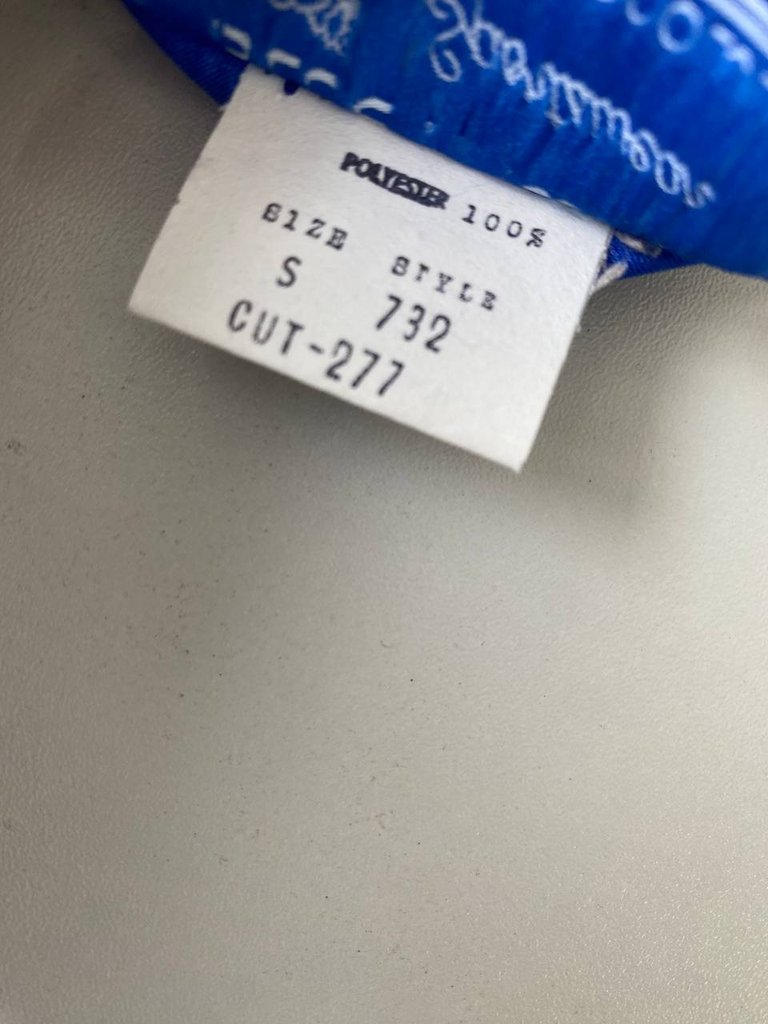 POLYESTER 100%
SIZE STYLE
S 732
CUT-277